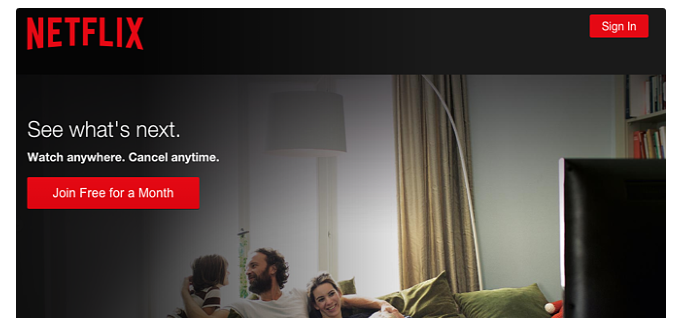 NETFLIX
Sign In
See what's next.
Watch anywhere. Cancel anytime.
Join Free for a Month